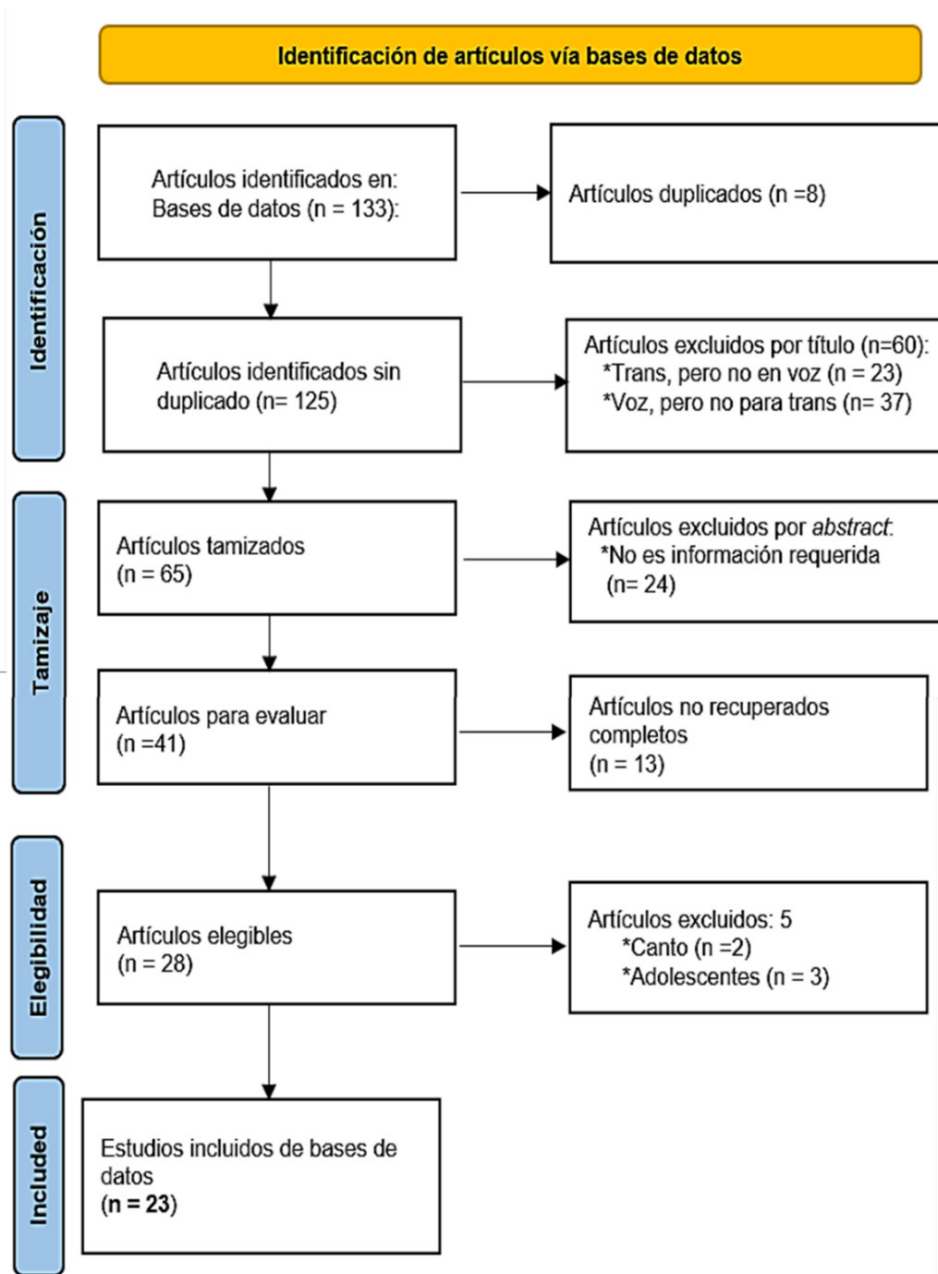 Identificación de artículos vía bases de datos
Identificación
Artículos identificados en:
Bases de datos (n = 133):
Artículos duplicados (n =8)
Artículos identificados sin
duplicado (n= 125)
Artículos excluidos por título (n=60):
*Trans, pero no en voz (n = 23)
*Voz, pero no para trans (n= 37)
Tamizaje
Artículos tamizados
(n = 65)
Artículos excluidos por abstract:
*No es información requerida
(n= 24)
Artículos para evaluar
(n =41)
Artículos no recuperados
completos
(n = 13)
Elegibilidad
Artículos elegibles
(n = 28)
Artículos excluidos: 5
*Canto (n =2)
*Adolescentes (n = 3)
Included
Estudios incluidos de bases de
datos
(n = 23)